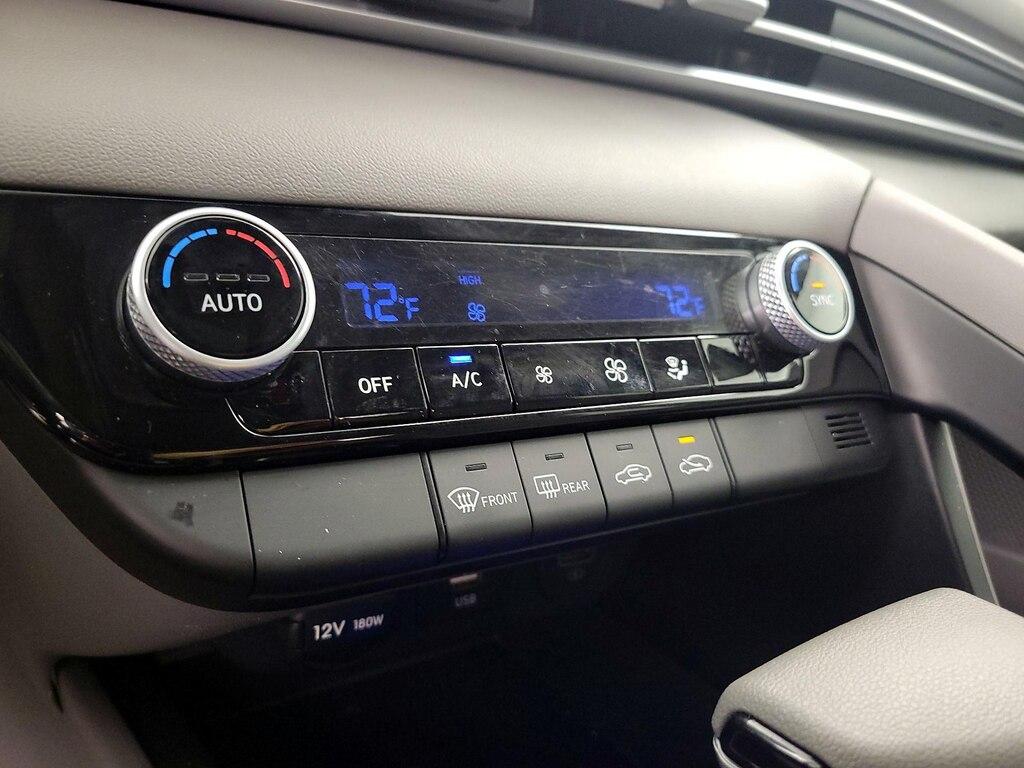 AUTO
72°F
HIGH
72°F
SYNC
OFF
A/C
FRONT
REAR
12V 180W
USB